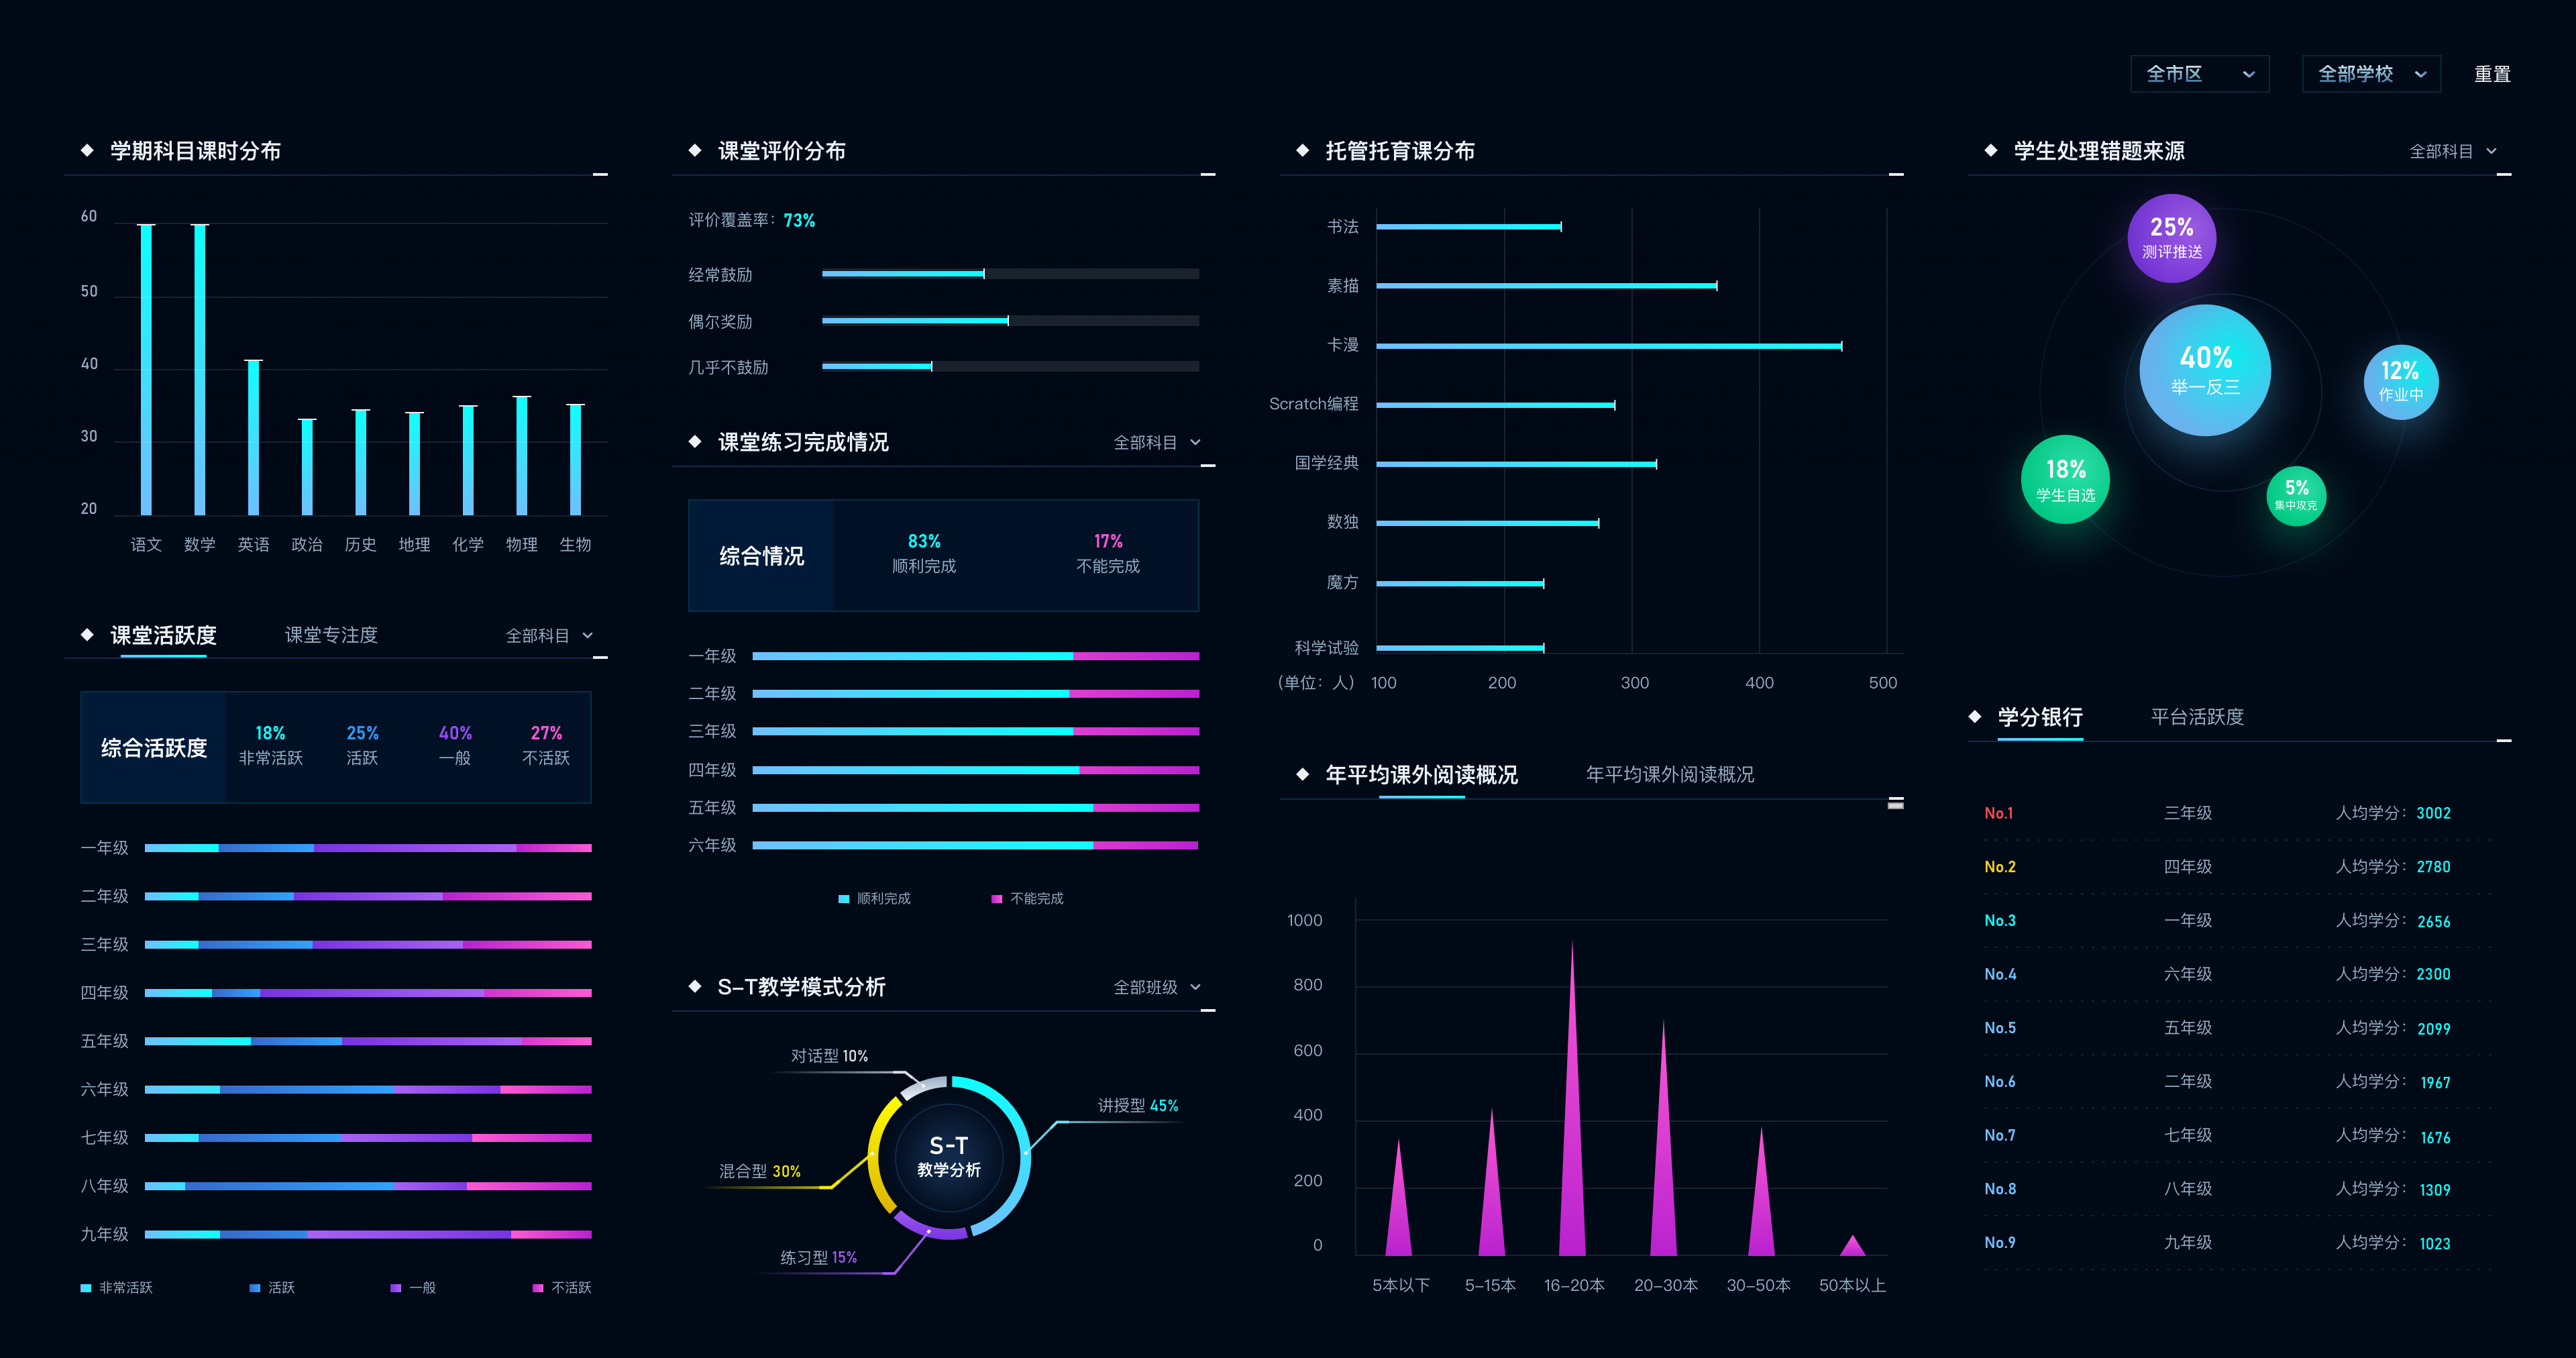 全市区
全部学校
重置
学期科目课时分布
60
50
40
30
20
语文 数学 英语 政治 历史 地理 化学 物理 生物
课堂活跃度 课堂专注度 全部科目
综合活跃度
18% 25% 40% 27%
非常活跃 活跃 一般 不活跃
一年级
二年级
三年级
四年级
五年级
六年级
七年级
八年级
九年级
非常活跃 活跃 一般 不活跃
课堂评价分布
评价覆盖率：73%
经常鼓励
偶尔奖励
几乎不鼓励
课堂练习完成情况 全部科目
综合情况
83% 17%
顺利完成 不能完成
一年级
二年级
三年级
四年级
五年级
六年级
顺利完成 不能完成
S-T教学模式分析 全部班级
对话型 10%
讲授型 45%
混合型 30%
练习型 15%
S-T
教学分析
托管托育课分布
书法
素描
卡漫
Scratch编程
国学经典
数独
魔方
科学试验
（单位：人） 100 200 300 400 500
年平均课外阅读概况 年平均课外阅读概况
1000
800
600
400
200
0
5本以下 5-15本 16-20本 20-30本 30-50本 50本以上
学生处理错题来源 全部科目
25%
测评推送
40%
举一反三
12%
作业中
18%
学生自选
5%
集中攻克
学分银行 平台活跃度
No.1 三年级 人均学分：3002
No.2 四年级 人均学分：2780
No.3 一年级 人均学分：2656
No.4 六年级 人均学分：2300
No.5 五年级 人均学分：2099
No.6 二年级 人均学分：1967
No.7 七年级 人均学分：1676
No.8 八年级 人均学分：1309
No.9 九年级 人均学分：1023